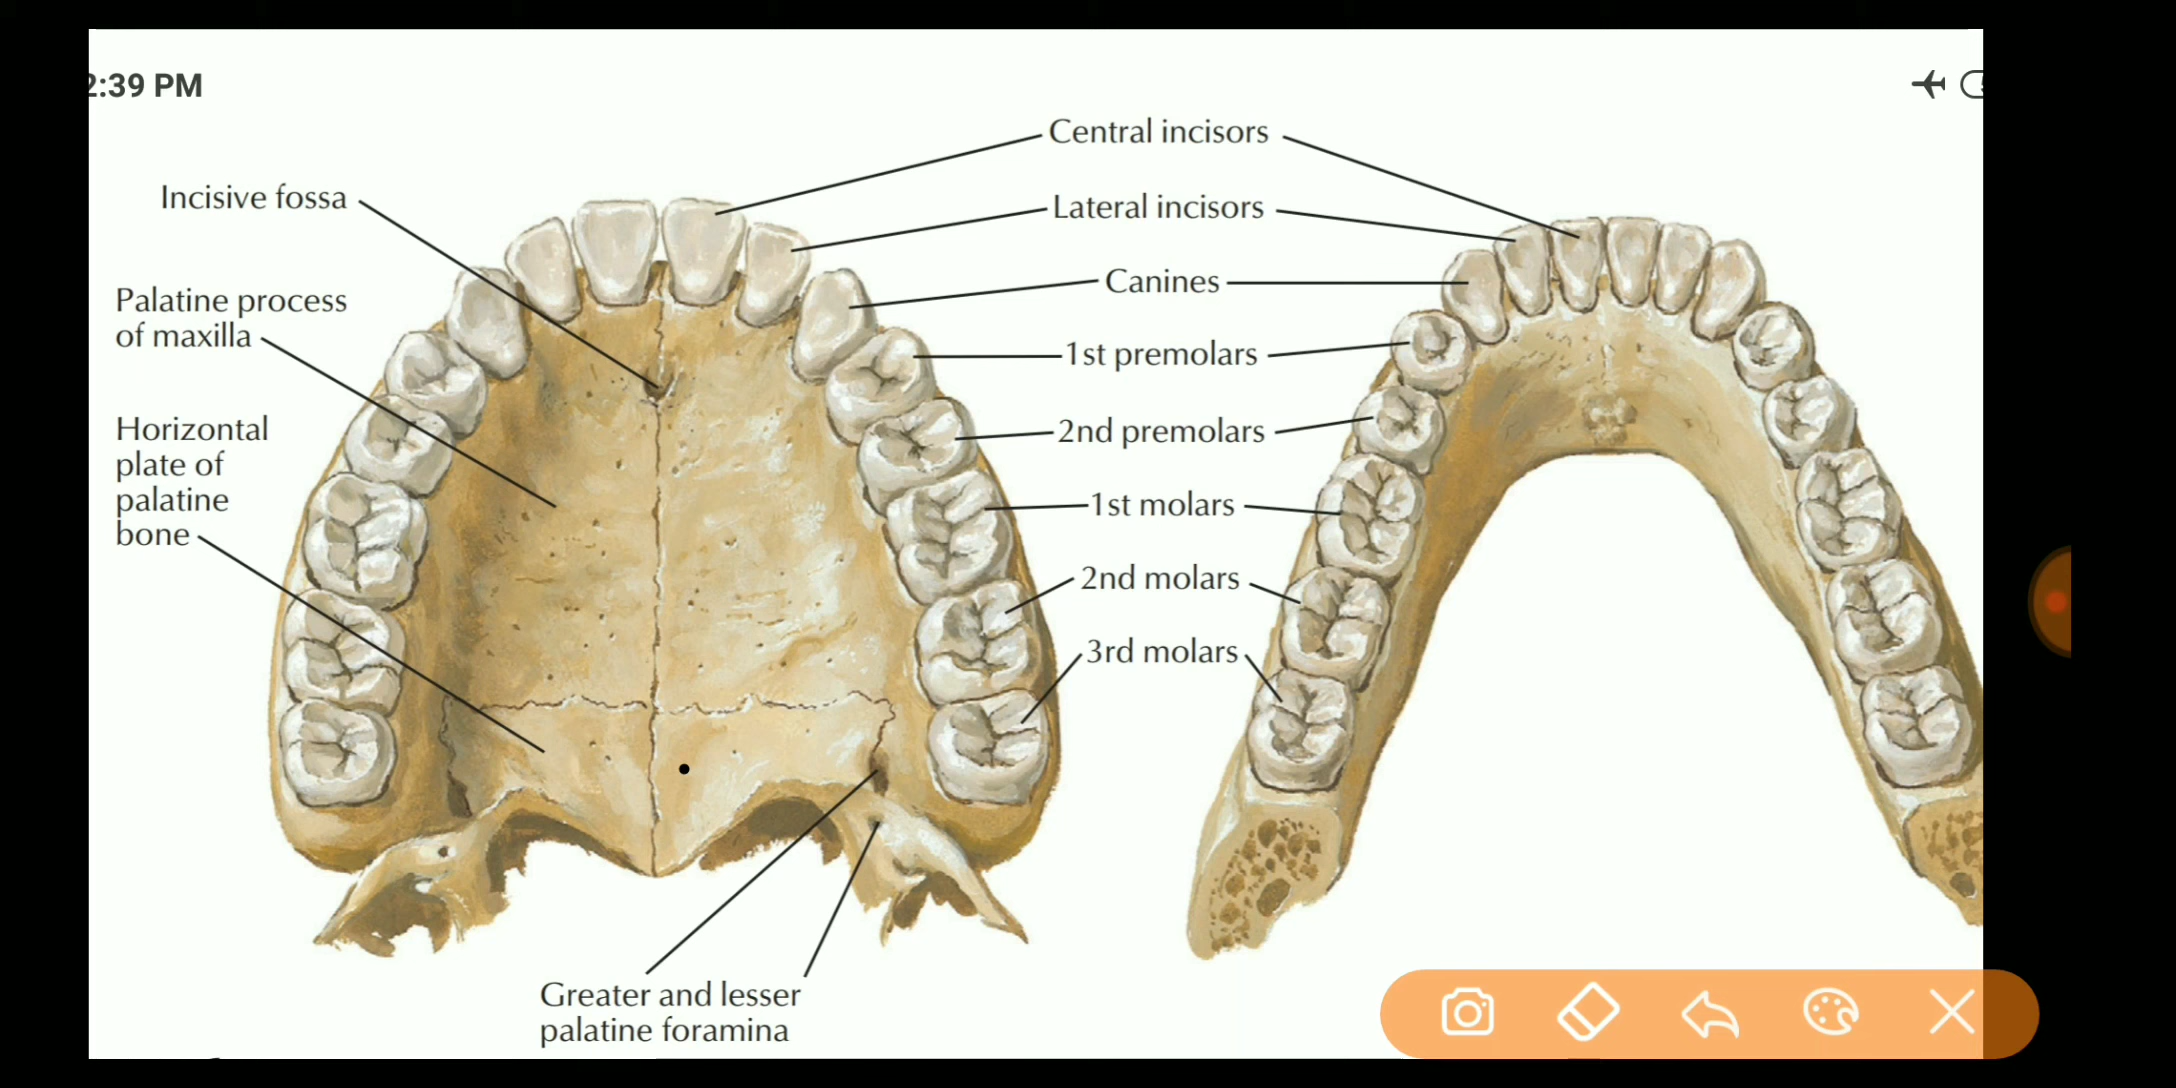 2:39 PM
Central incisors
Incisive fossa
Lateral incisors
Palatine process
of maxilla
Canines
1st premolars
Horizontal
plate of
palatine
bone
2nd premolars
1st molars
2nd molars
3rd molars
Greater and lesser
palatine foramina